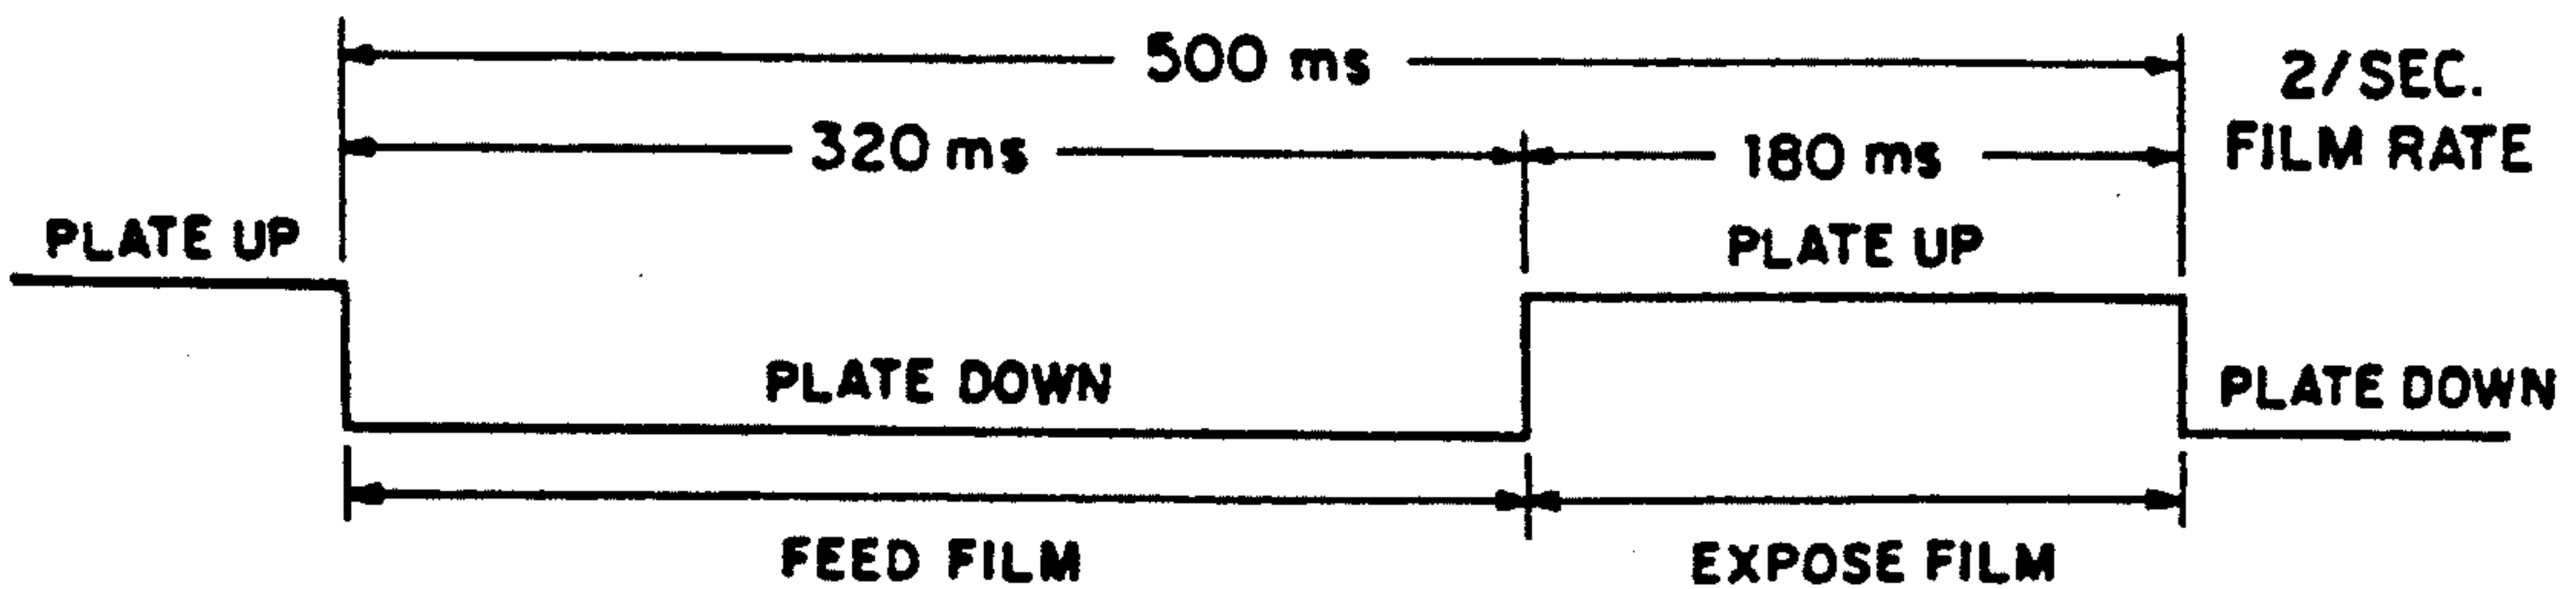 500 ms
2/SEC.
FILM RATE
320 ms
180 ms
PLATE UP
PLATE UP
PLATE DOWN
PLATE DOWN
FEED FILM
EXPOSE FILM